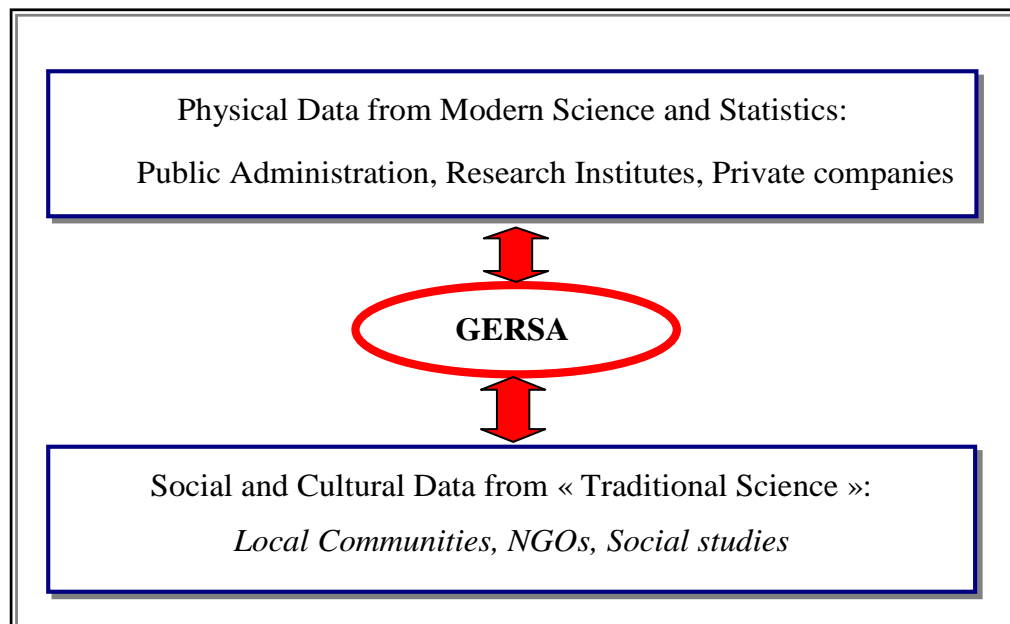 Physical Data from Modern Science and Statistics:
Public Administration, Research Institutes, Private companies
GERSA
Social and Cultural Data from « Traditional Science »:
Local Communities, NGOs, Social studies